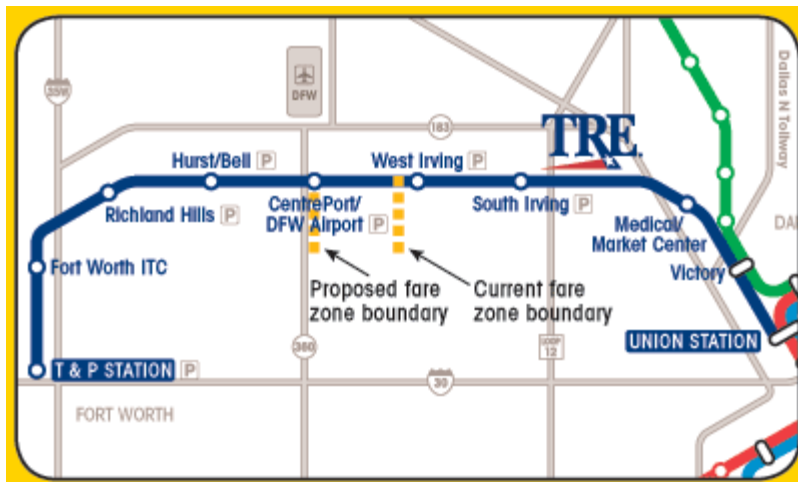 35W
DFW
183
TRE
Dallas N Tollway
Hurst/Bell P
West Irving P
Richland Hills P
CentrePort/
DFW Airport P
South Irving P
Medical/
Market Center
DA
Fort Worth ITC
Victory
Proposed fare
zone boundary
Current fare
zone boundary
UNION STATION
360
LOOP
12
T & P STATION P
30
FORT WORTH